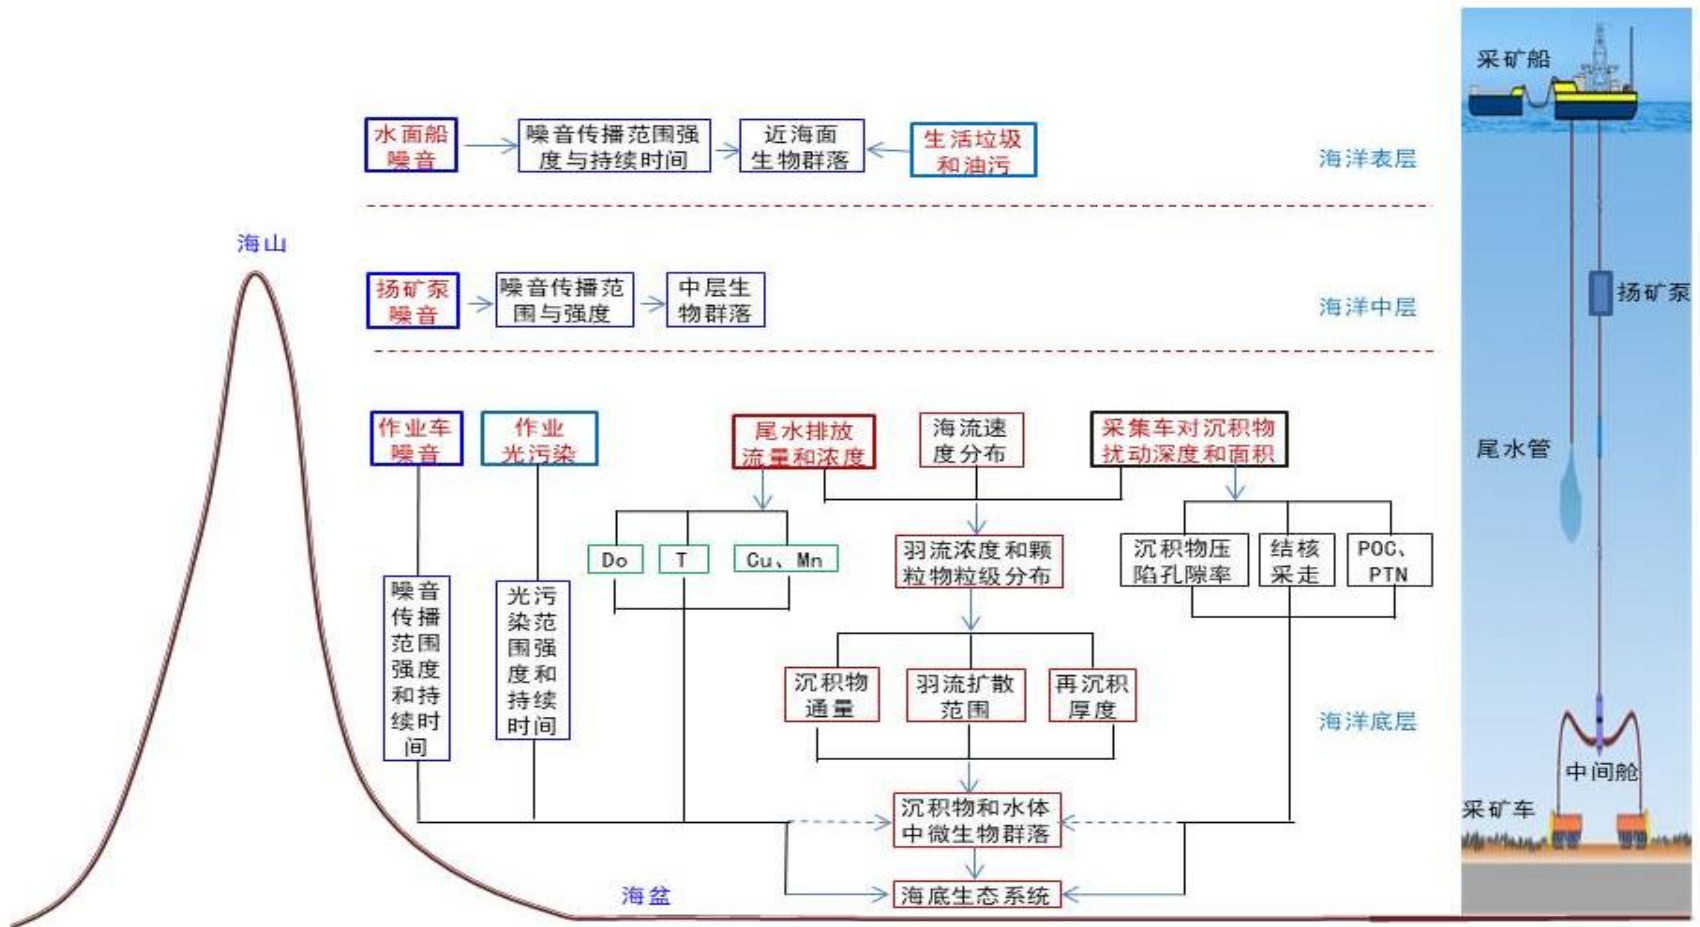 采矿船
水面船
噪音
噪音传播范围强
度与持续时间
近海面
生物群落
生活垃圾
和油污
海洋表层
海山
扬矿泵
噪音
噪音传播范
围与强度
中层生
物群落
海洋中层
扬矿泵
作业车
噪音
作业
光污染
尾水排放
流量和浓度
海流速
度分布
采集车对沉积物
扰动深度和面积
尾水管
Do
T
Cu、Mn
羽流浓度和颗
粒物粒级分布
沉积物压
陷孔隙率
结核
采走
POC、
PTN
噪音
传播
范围
强度
和持
续时
间
光污
染范
围强
度和
持续
时间
沉积物
通量
羽流扩散
范围
再沉积
厚度
海洋底层
中间舱
采矿车
沉积物和水体
中微生物群落
海盆
海底生态系统